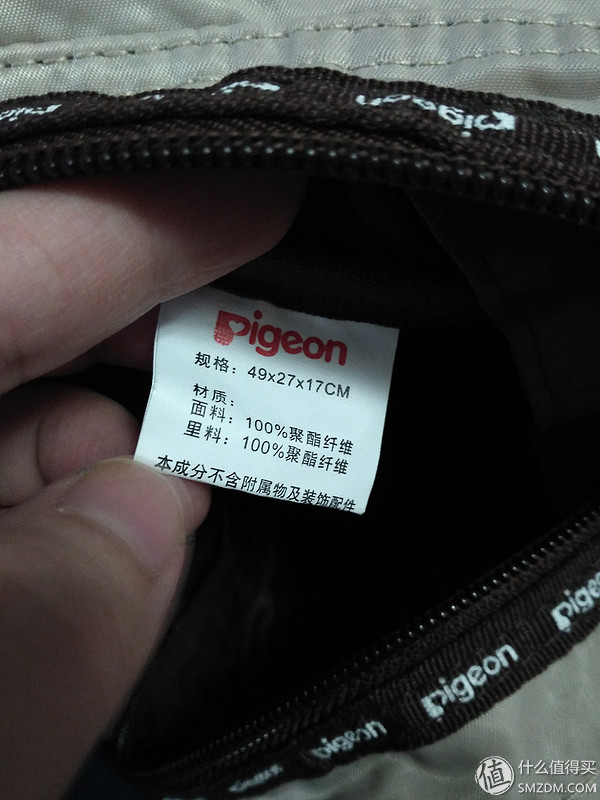 Pigeon
Pigeon
规格：49x27x17CM
材质：
面料：100%聚酯纤维
里料：100%聚酯纤维
本成分不含附属物及装饰配件
Pigeon
Pigeon
Pigeon
值 什么值得买
SMZDM.COM